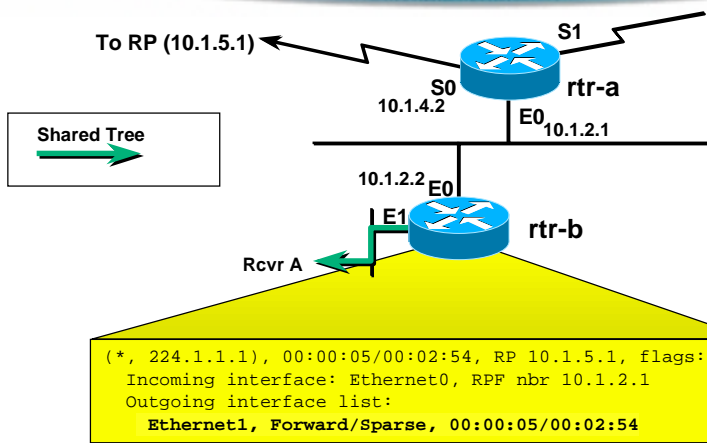 To RP (10.1.5.1)
S1
S0
rtr-a
10.1.4.2
E0
10.1.2.1
Shared Tree
10.1.2.2
E0
E1
rtr-b
Rcvr A
(*, 224.1.1.1), 00:00:05/00:02:54, RP 10.1.5.1, flags:
Incoming interface: Ethernet0, RPF nbr 10.1.2.1
Outgoing interface list:
Ethernet1, Forward/Sparse, 00:00:05/00:02:54